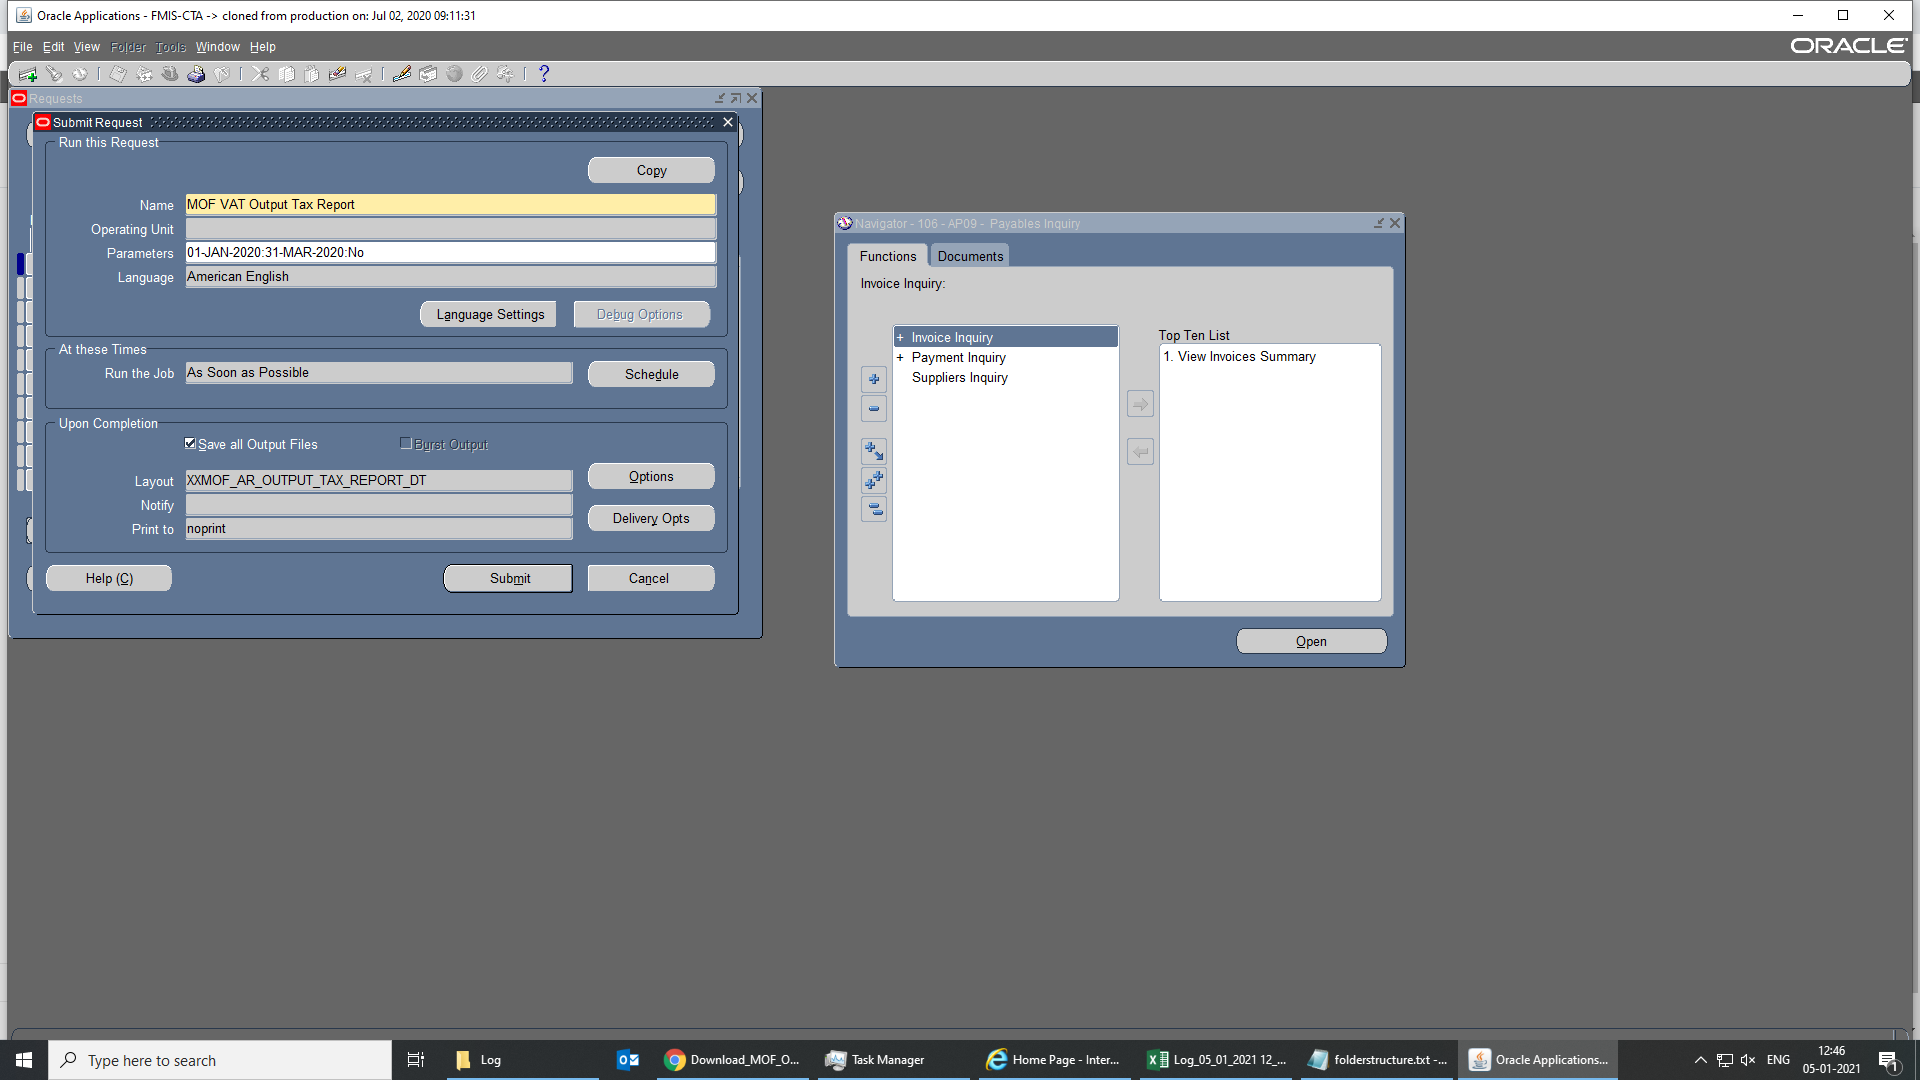 Oracle Applications - FMIS-CTA -> cloned from production on: Jul 02, 2020 09:11:31
File Edit View Folder Tools Window Help
ORACLE
?
Requests
Submit Request
Run this Request
Copy
Name MOF VAT Output Tax Report
Operating Unit
Parameters 01-JAN-2020:31-MAR-2020:No
Language American English
Language Settings Debug Options
At these Times
Run the Job As Soon as Possible Schedule
Upon Completion
Save all Output Files Burst Output
Layout XXMOF_AR_OUTPUT_TAX_REPORT_DT Options
Notify
Print to noprint Delivery Opts
Help (C) Submit Cancel
Navigator - 106 - AP09 - Payables Inquiry
Functions Documents
Invoice Inquiry:
+ Invoice Inquiry
+ Payment Inquiry
Suppliers Inquiry
Top Ten List
1. View Invoices Summary
Open
Type here to search
Log
Download_MOF_O...
Task Manager
Home Page - Inter...
Log_05_01_2021 12_...
folderstructure.txt -...
Oracle Applications...
ENG
12:46
05-01-2021
1